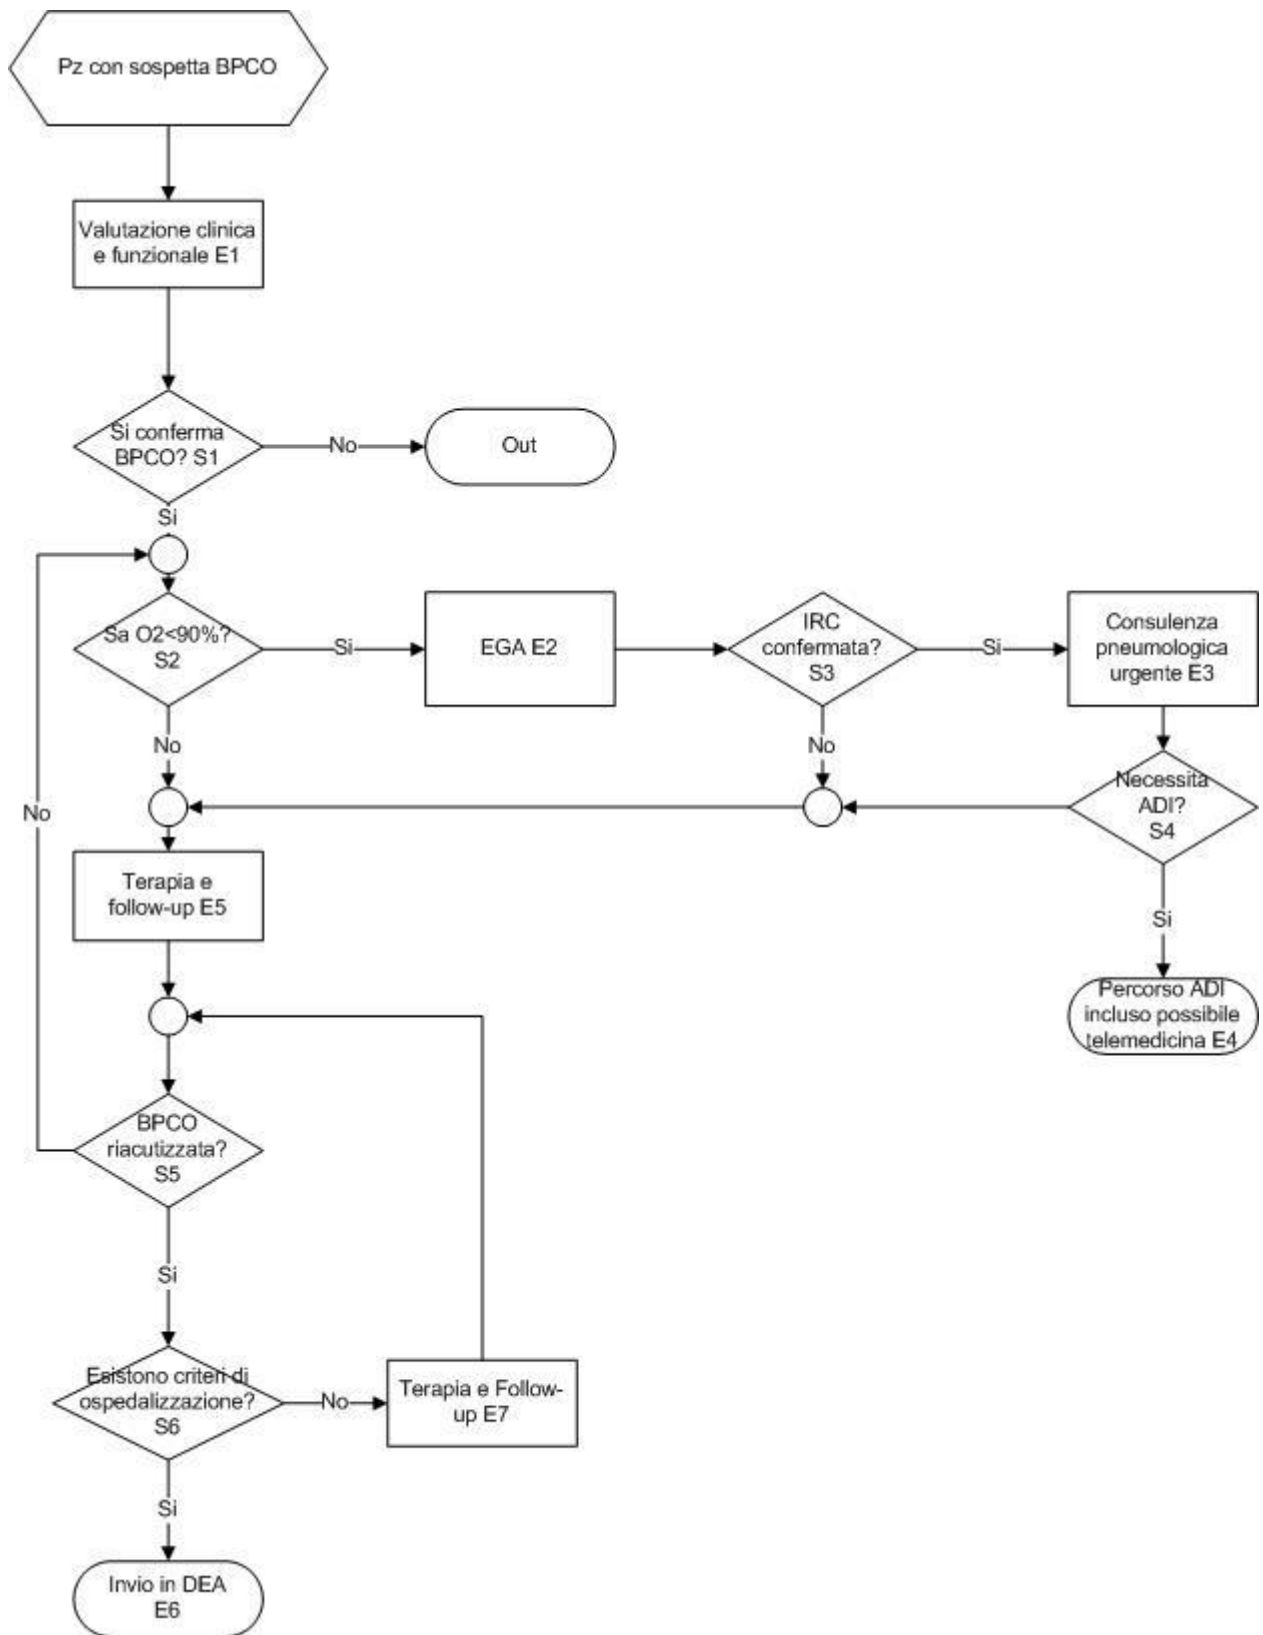 Pz con sospetta BPCO
Valutazione clinica
e funzionale E1
Si conferma
BPCO? S1
No
Out
Si
Sa O2<90%?
S2
Si
EGA E2
IRC
confermata?
S3
Si
Consulenza
pneumologica
urgente E3
No
No
Necessita
ADI?
S4
No
Terapia e
follow-up E5
Si
Percorso ADI
incluso possibile
telemedicina E4
BPCO
riacutizzata?
S5
Si
Esistono criteri di
ospedalizzazione?
S6
No
Terapia e Follow-
up E7
Si
Invio in DEA
E6